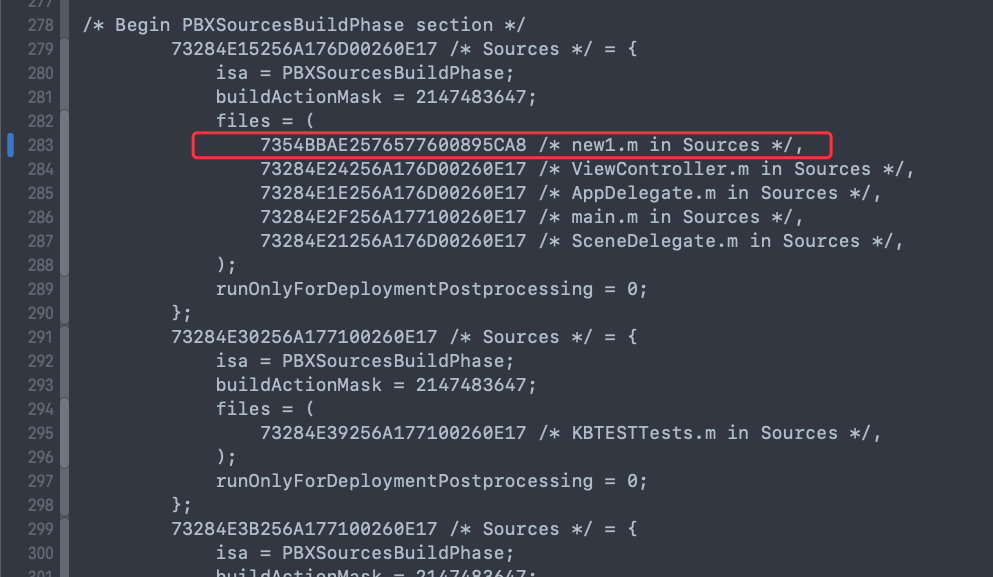 277
278 /* Begin PBXSourcesBuildPhase section */
279 73284E15256A176D00260E17 /* Sources */ = {
280 isa = PBXSourcesBuildPhase;
281 buildActionMask = 2147483647;
282 files = (
283 7354BBAE2576577600895CA8 /* new1.m in Sources */,
284 73284E24256A176D00260E17 /* ViewController.m in Sources */,
285 73284E1E256A176D00260E17 /* AppDelegate.m in Sources */,
286 73284E2F256A177100260E17 /* main.m in Sources */,
287 73284E21256A176D00260E17 /* SceneDelegate.m in Sources */,
288 );
289 runOnlyForDeploymentPostprocessing = 0;
290 };
291 73284E30256A177100260E17 /* Sources */ = {
292 isa = PBXSourcesBuildPhase;
293 buildActionMask = 2147483647;
294 files = (
295 73284E39256A177100260E17 /* KBTESTTests.m in Sources */,
296 );
297 runOnlyForDeploymentPostprocessing = 0;
298 };
299 73284E3B256A177100260E17 /* Sources */ = {
300 isa = PBXSourcesBuildPhase;
301 buildActionMask = 2147483647;